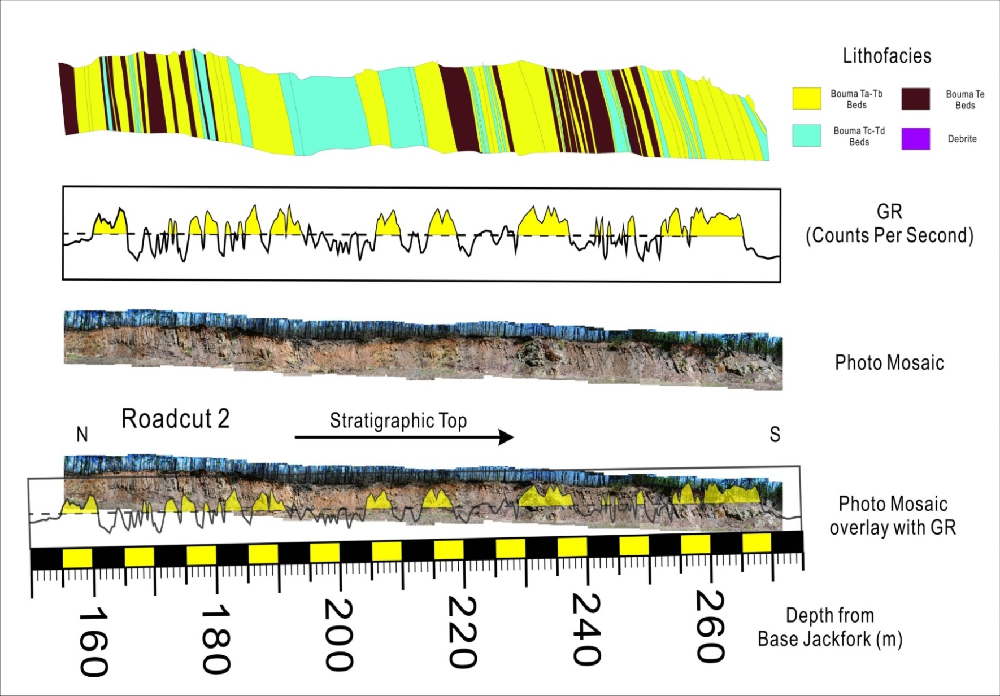 Lithofacies
Bouma Ta-Tb
Beds
Bouma Te
Beds
Bouma Tc-Td
Beds
Debrite
GR
(Counts Per Second)
Photo Mosaic
Roadcut 2
Stratigraphic Top
N
S
Photo Mosaic
overlay with GR
160
180
200
220
240
260
Depth from
Base Jackfork (m)